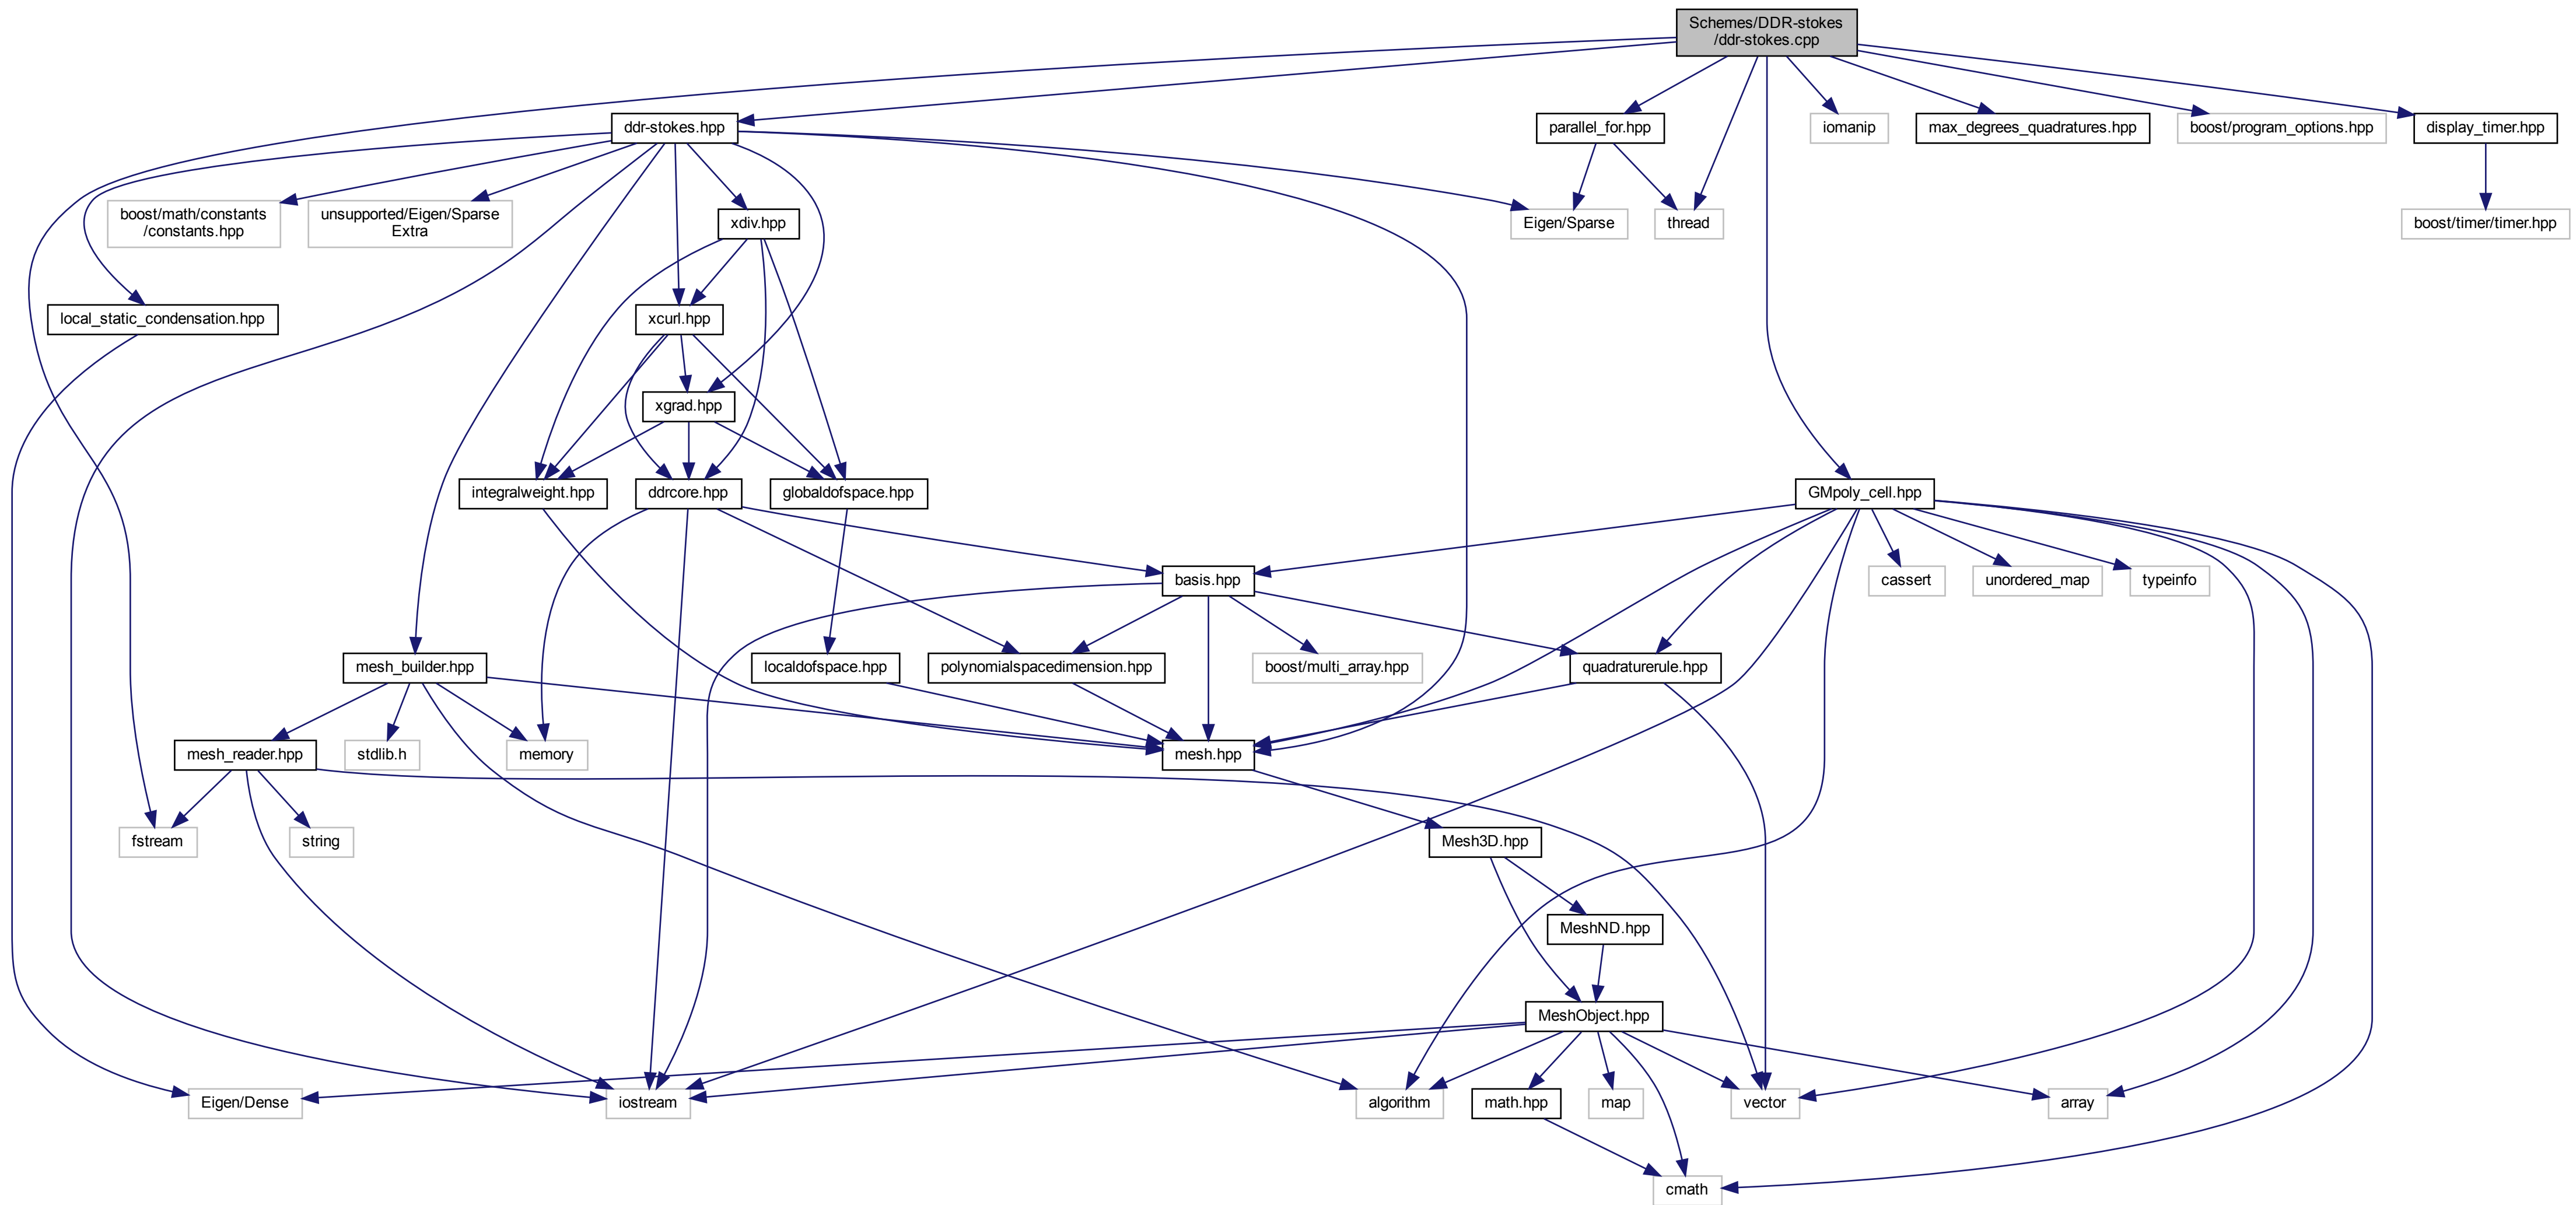 Schemes/DDR-stokes
/ddr-stokes.cpp
ddr-stokes.hpp
parallel_for.hpp
iomanip
max_degrees_quadratures.hpp
boost/program_options.hpp
display_timer.hpp
boost/math/constants
/constants.hpp
unsupported/Eigen/Sparse
Extra
xdiv.hpp
Eigen/Sparse
thread
boost/timer/timer.hpp
local_static_condensation.hpp
xcurl.hpp
xgrad.hpp
integralweight.hpp
ddrcore.hpp
globaldofspace.hpp
GMpoly_cell.hpp
basis.hpp
cassert
unordered_map
typeinfo
mesh_builder.hpp
localdofspace.hpp
polynomialspacedimension.hpp
boost/multi_array.hpp
quadraturerule.hpp
mesh_reader.hpp
stdlib.h
memory
mesh.hpp
fstream
string
Mesh3D.hpp
MeshND.hpp
MeshObject.hpp
Eigen/Dense
iostream
algorithm
math.hpp
map
vector
array
cmath